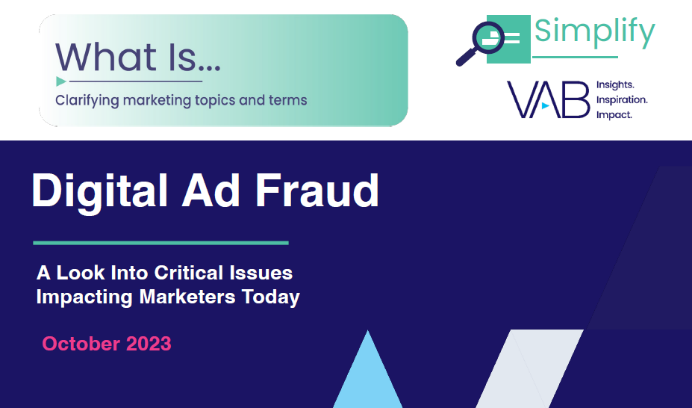 What Is...
Clarifying marketing topics and terms
Simplify
VAB
Insights.
Inspiration.
Impact.
Digital Ad Fraud
A Look Into Critical Issues
Impacting Marketers Today
October 2023